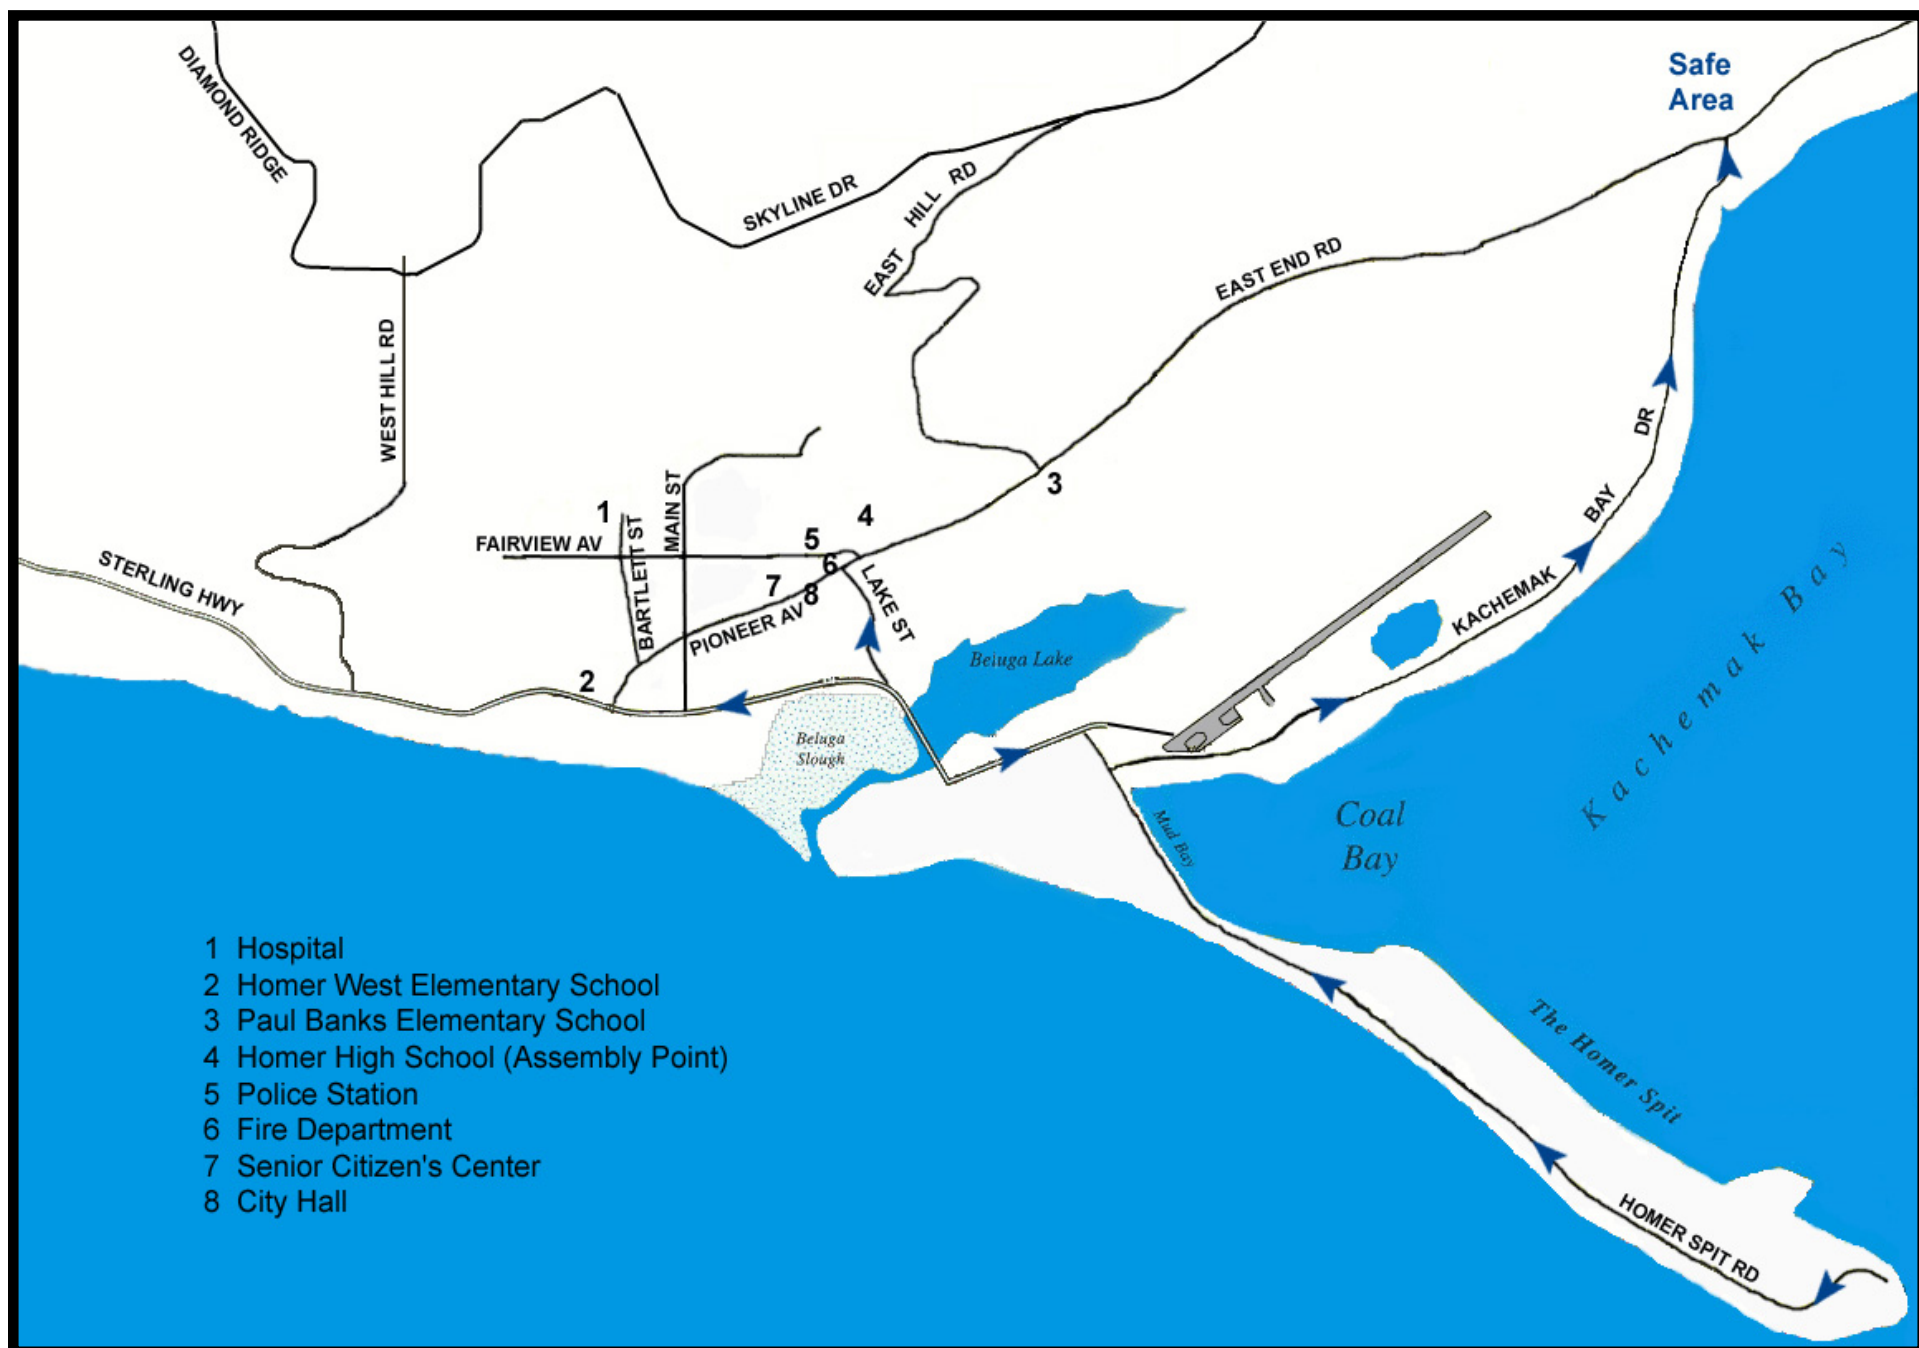 Safe
Area
DIAMOND RIDGE
SKYLINE DR
EAST HILL RD
EAST END RD
WEST HILL RD
DR
BAY
KACHEMAK
3
1
MAIN ST
4
FAIRVIEW AV
BARTLETT ST
5
6
STERLING HWY
7
8
LAKE ST
PIONEER AV
2
Beluga Lake
Kachemak Bay
Beluga
Slough
Coal
Bay
Mud Bay
The Homer Spit
HOMER SPIT RD
1 Hospital
2 Homer West Elementary School
3 Paul Banks Elementary School
4 Homer High School (Assembly Point)
5 Police Station
6 Fire Department
7 Senior Citizen's Center
8 City Hall